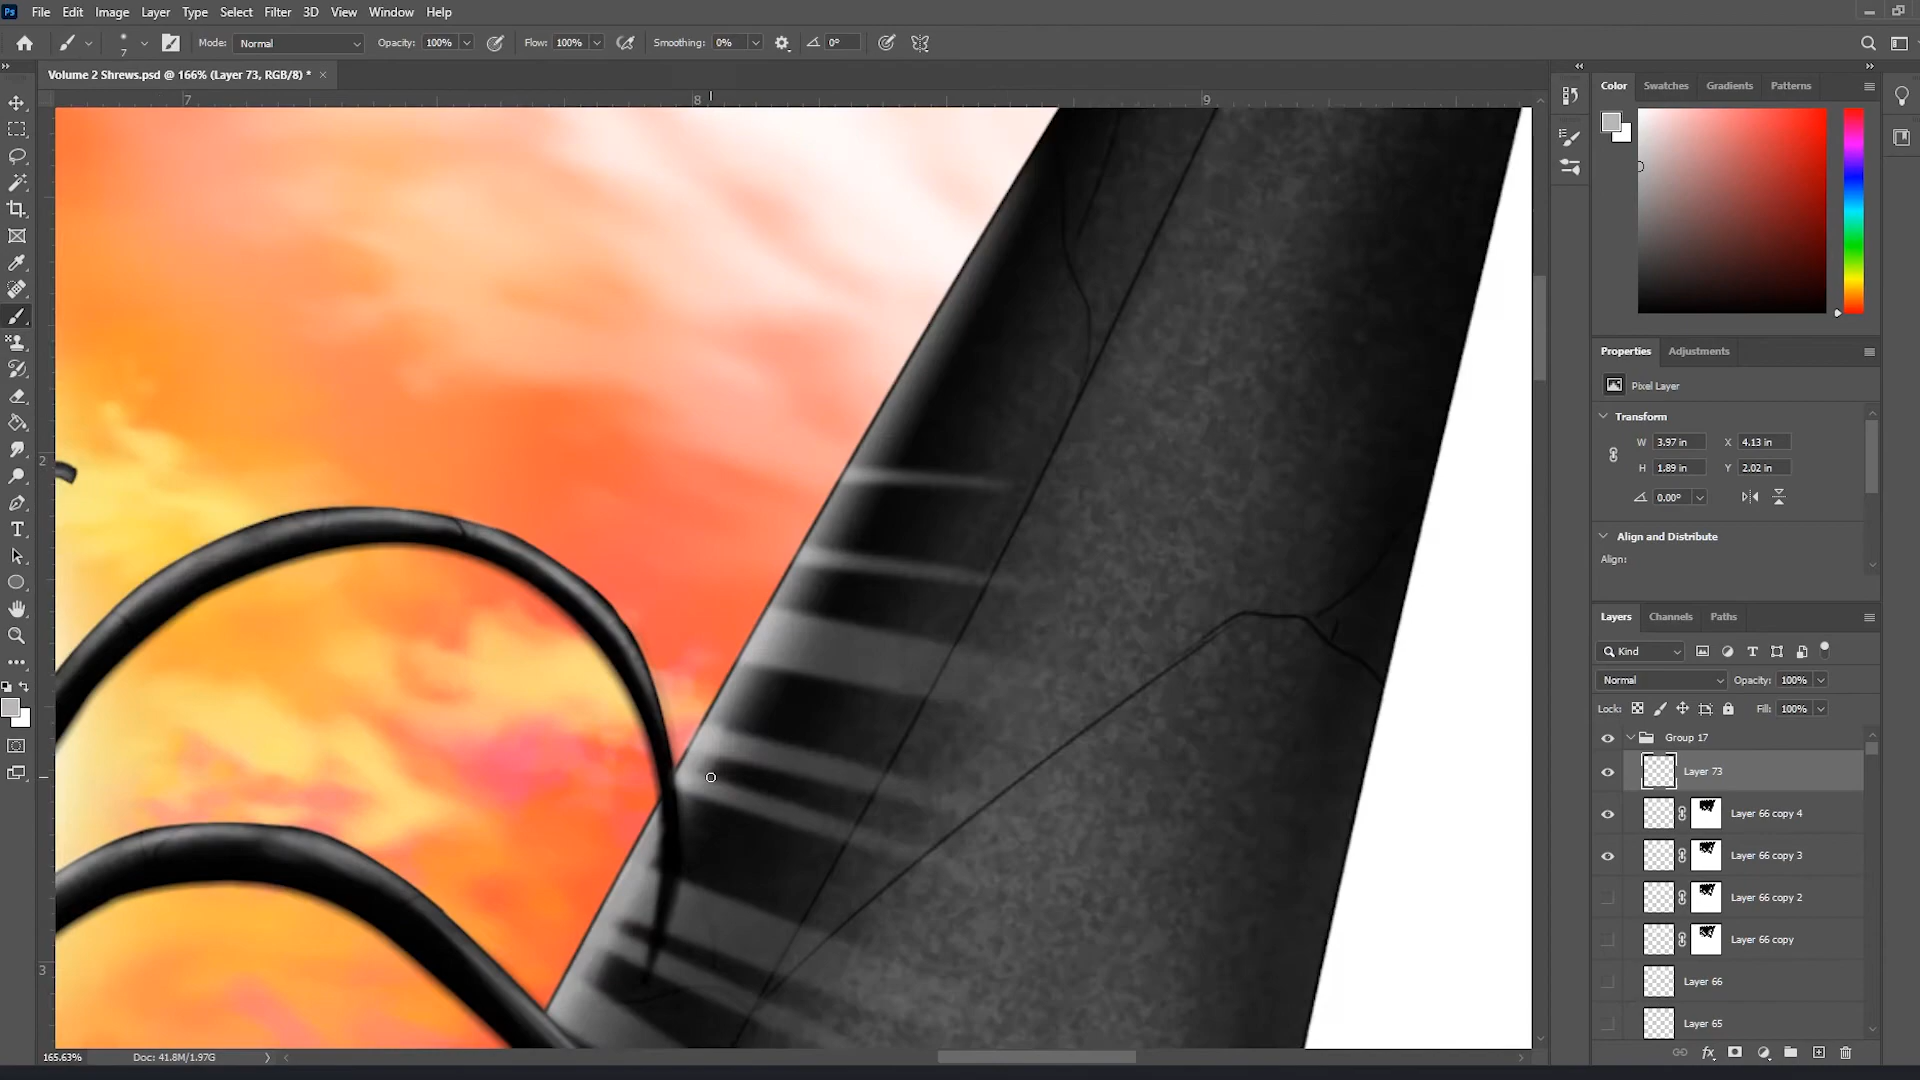 Ps File Edit Image Layer Type Select Filter 3D View Window Help
7 Mode: Normal Opacity: 100% Flow: 100% Smoothing: 0% 0°
Volume 2 Shrews.psd @ 166% (Layer 73, RGB/8) * ×
7 8 9
2
3
Color Swatches Gradients Patterns
Properties Adjustments
Pixel Layer
Transform
W 3.97 in X 4.13 in
H 1.89 in Y 2.02 in
0.00°
Align and Distribute
Align:
Layers Channels Paths
Kind
Normal Opacity: 100%
Lock: Fill: 100%
Group 17
Layer 73
Layer 66 copy 4
Layer 66 copy 3
Layer 66 copy 2
Layer 66 copy
Layer 66
Layer 65
fx
165.63% Doc: 41.8M/1.97G